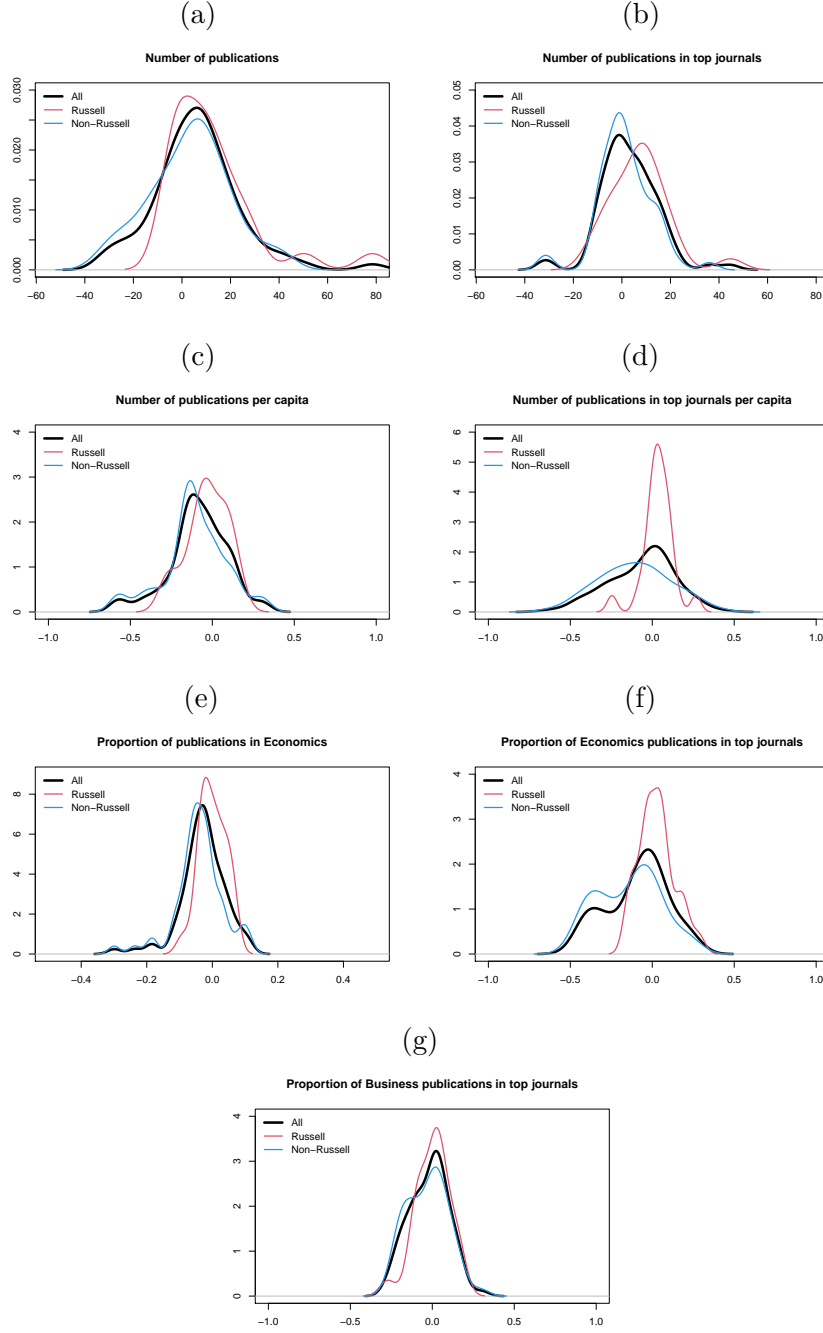 (a)
Number of publications
All
Russell
Non−Russell
0.000 0.010 0.020 0.030
−60 −40 −20 0 20 40 60 80
(b)
Number of publications in top journals
All
Russell
Non−Russell
0.00 0.01 0.02 0.03 0.04 0.05
−60 −40 −20 0 20 40 60 80
(c)
Number of publications per capita
All
Russell
Non−Russell
0 1 2 3 4
−1.0 −0.5 0.0 0.5 1.0
(d)
Number of publications in top journals per capita
All
Russell
Non−Russell
0 1 2 3 4 5 6
−1.0 −0.5 0.0 0.5 1.0
(e)
Proportion of publications in Economics
All
Russell
Non−Russell
0 2 4 6 8
−0.4 −0.2 0.0 0.2 0.4
(f)
Proportion of Economics publications in top journals
All
Russell
Non−Russell
0 1 2 3 4
−1.0 −0.5 0.0 0.5 1.0
(g)
Proportion of Business publications in top journals
All
Russell
Non−Russell
0 1 2 3 4
−1.0 −0.5 0.0 0.5 1.0